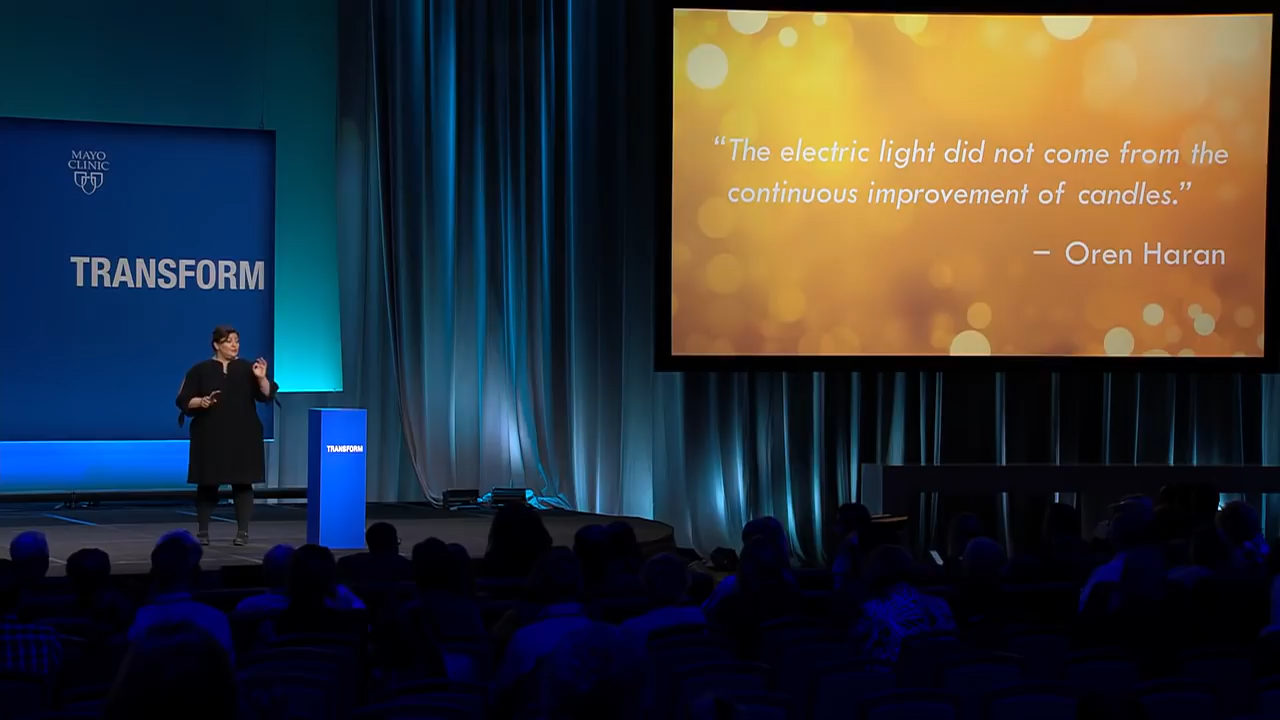 MAYO
CLINIC
TRANSFORM
TRANSFORM
“The electric light did not come from the
continuous improvement of candles.”
– Oren Haran